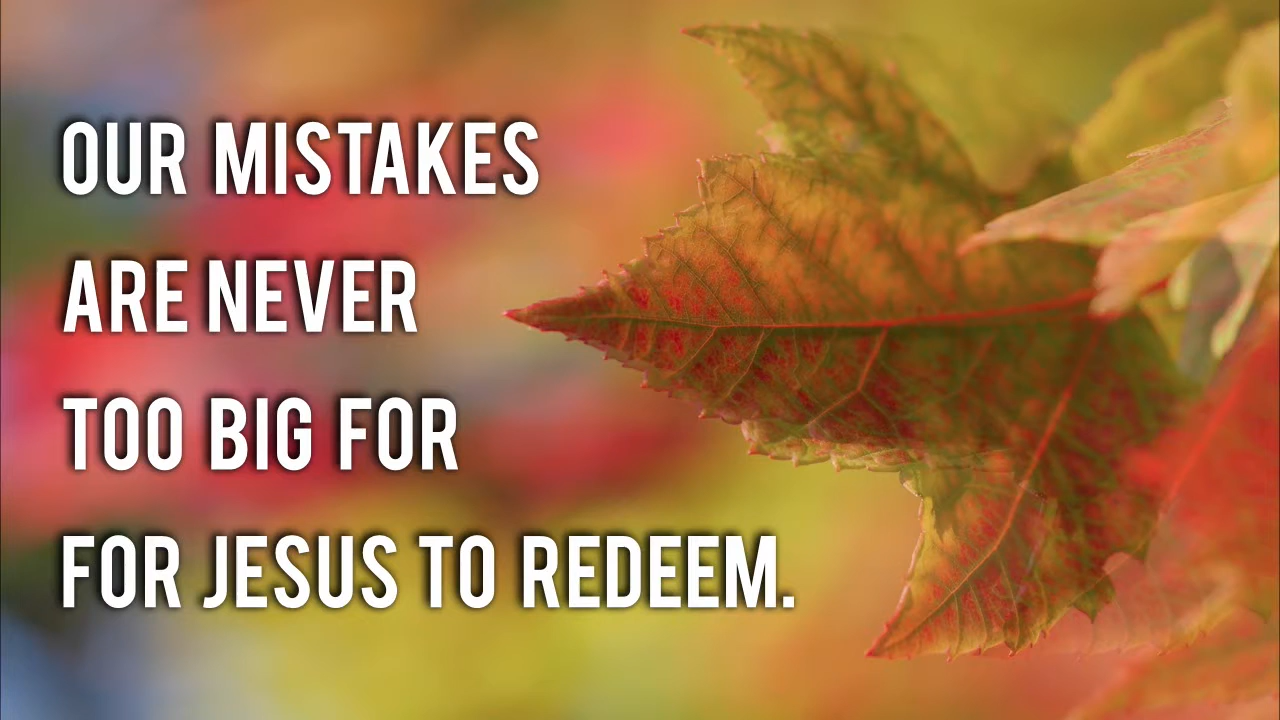 OUR MISTAKES
ARE NEVER
TOO BIG FOR
FOR JESUS TO REDEEM.